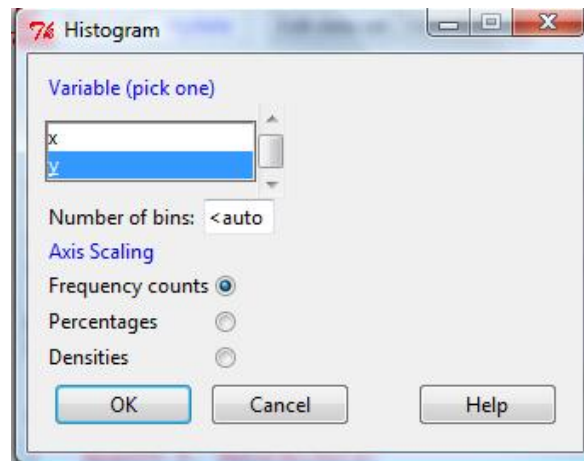 Histogram
Variable (pick one)
x
y
Number of bins: <auto
Axis Scaling
Frequency counts
Percentages
Densities
OK Cancel Help